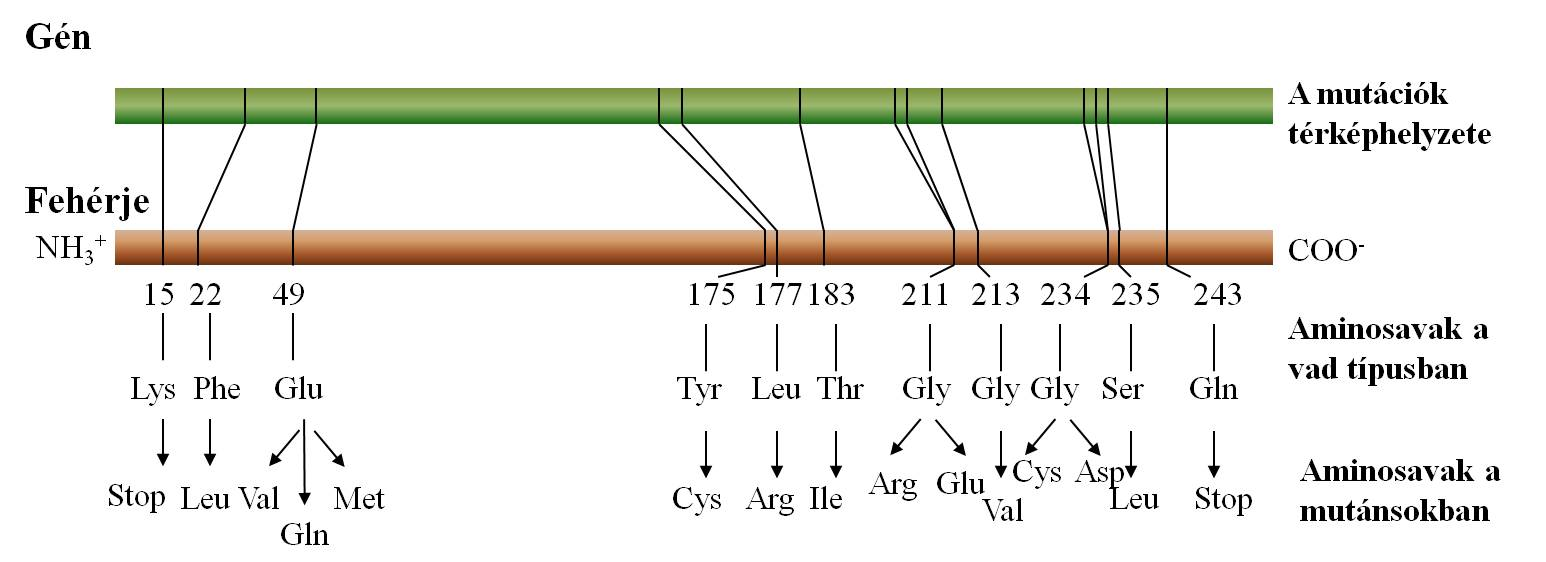 Gén
A mutációk
térképhelyzete
Fehérje
NH₃⁺
COO⁻
15 22 49 175 177 183 211 213 234 235 243
Aminosavak a
vad típusban
Lys Phe Glu Tyr Leu Thr Gly Gly Gly Ser Gln
Aminosavak a
mutánsokban
Stop Leu Val Gln Met Cys Arg Ile Arg Glu Val Cys Asp Leu Stop